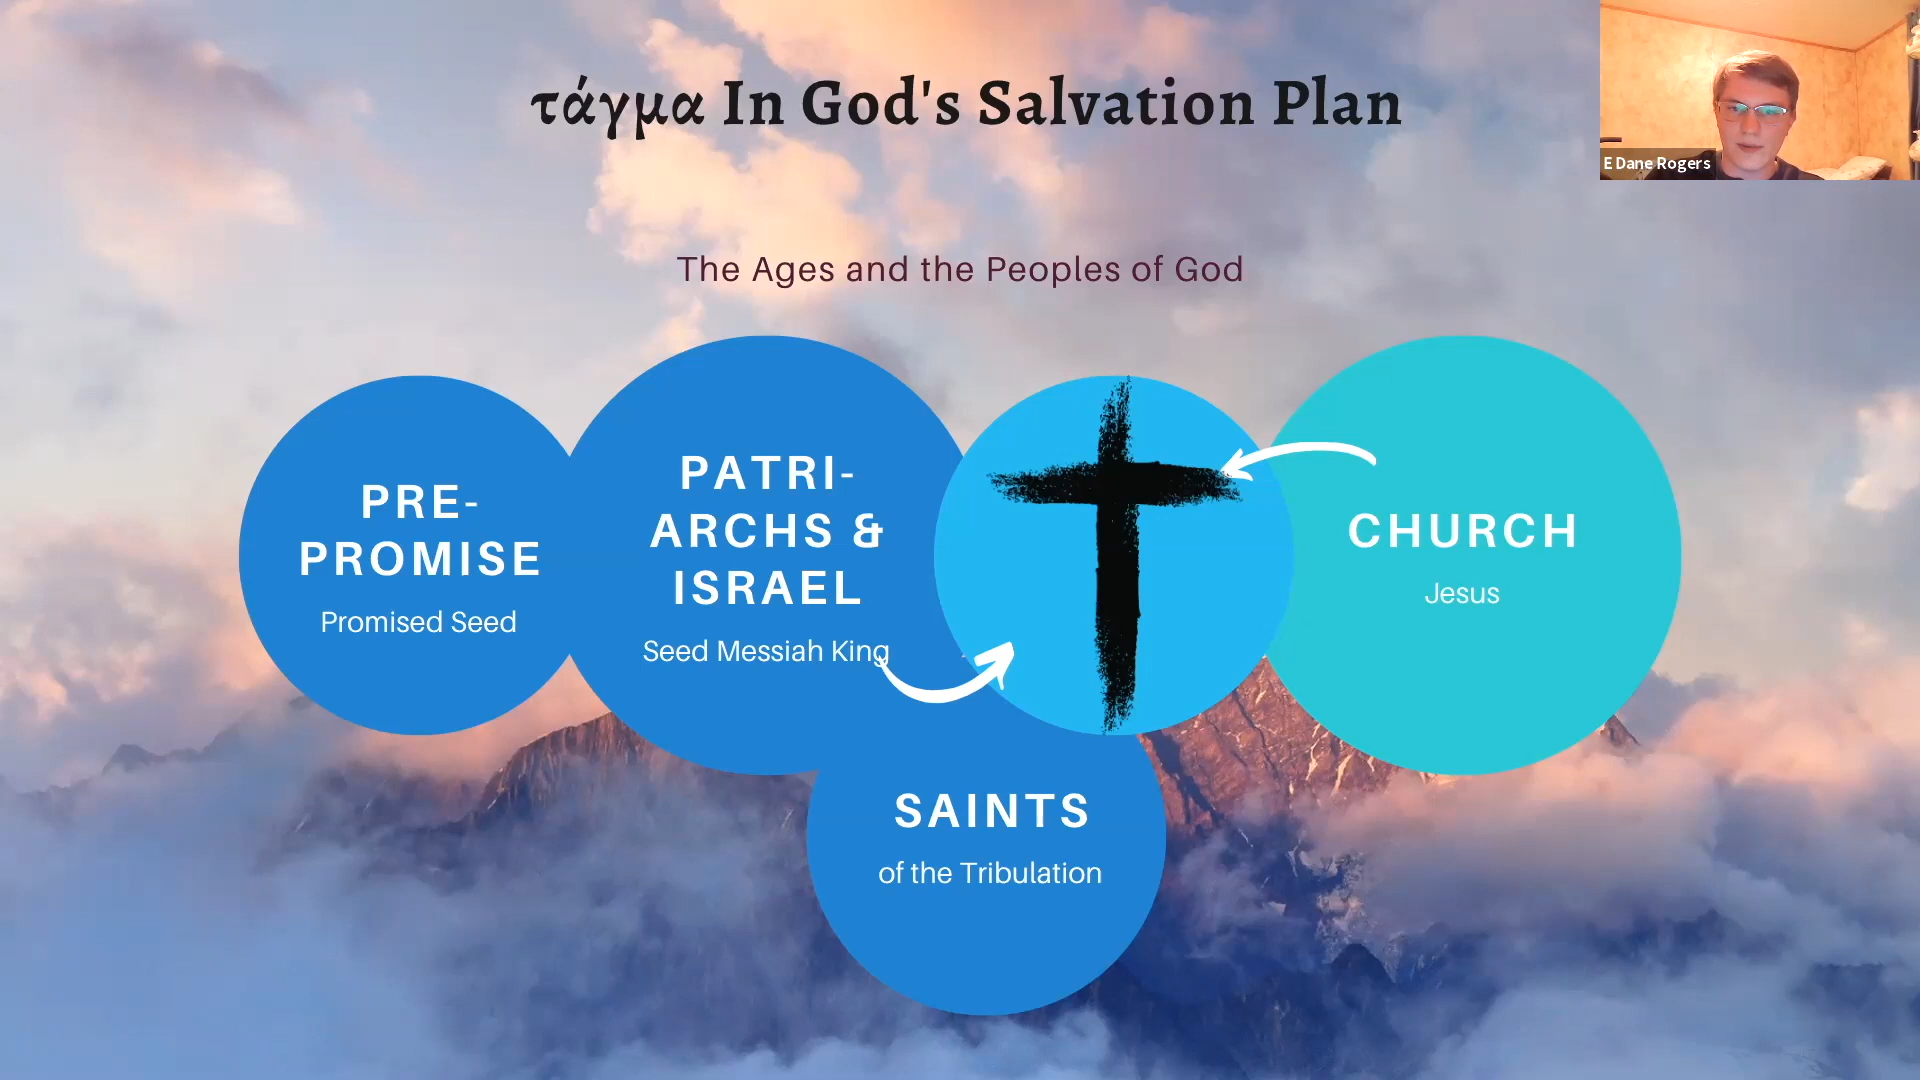 τάγμα In God's Salvation Plan
E Dane Rogers
The Ages and the Peoples of God
PRE-
PROMISE
Promised Seed
PATRI-
ARCHS &
ISRAEL
Seed Messiah King
CHURCH
Jesus
SAINTS
of the Tribulation